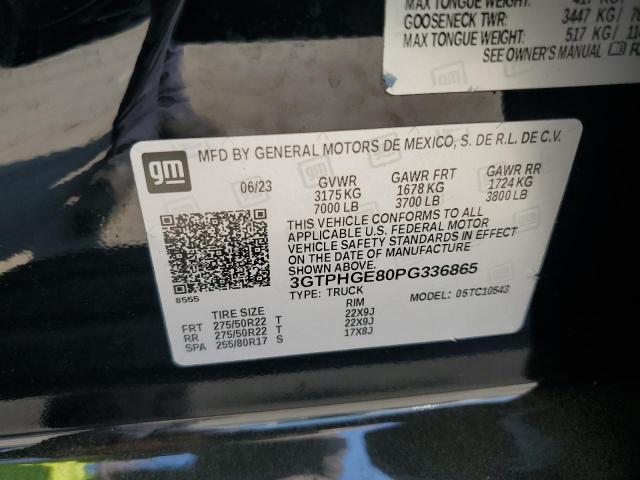 MAX TONGUE WEIGHT: 417 KG/
GOOSENECK TWR: 3447 KG/
MAX TONGUE WEIGHT: 517 KG/
SEE OWNER'S MANUAL
gm
MFD BY GENERAL MOTORS DE MEXICO, S. DE R.L. DE C.V.
06/23 GVWR GAWR FRT GAWR RR
3175 KG 1678 KG 1724 KG
7000 LB 3700 LB 3800 LB
THIS VEHICLE CONFORMS TO ALL
APPLICABLE U.S. FEDERAL MOTOR
VEHICLE SAFETY STANDARDS IN EFFECT
ON THE DATE OF MANUFACTURE
SHOWN ABOVE.
3GTPHGE80PG336865
8555
TYPE: TRUCK MODEL: 05TC10543
TIRE SIZE RIM
FRT 275/50R22 T 22X9J
RR 275/50R22 T 22X9J
SPA 255/80R17 S 17X8J